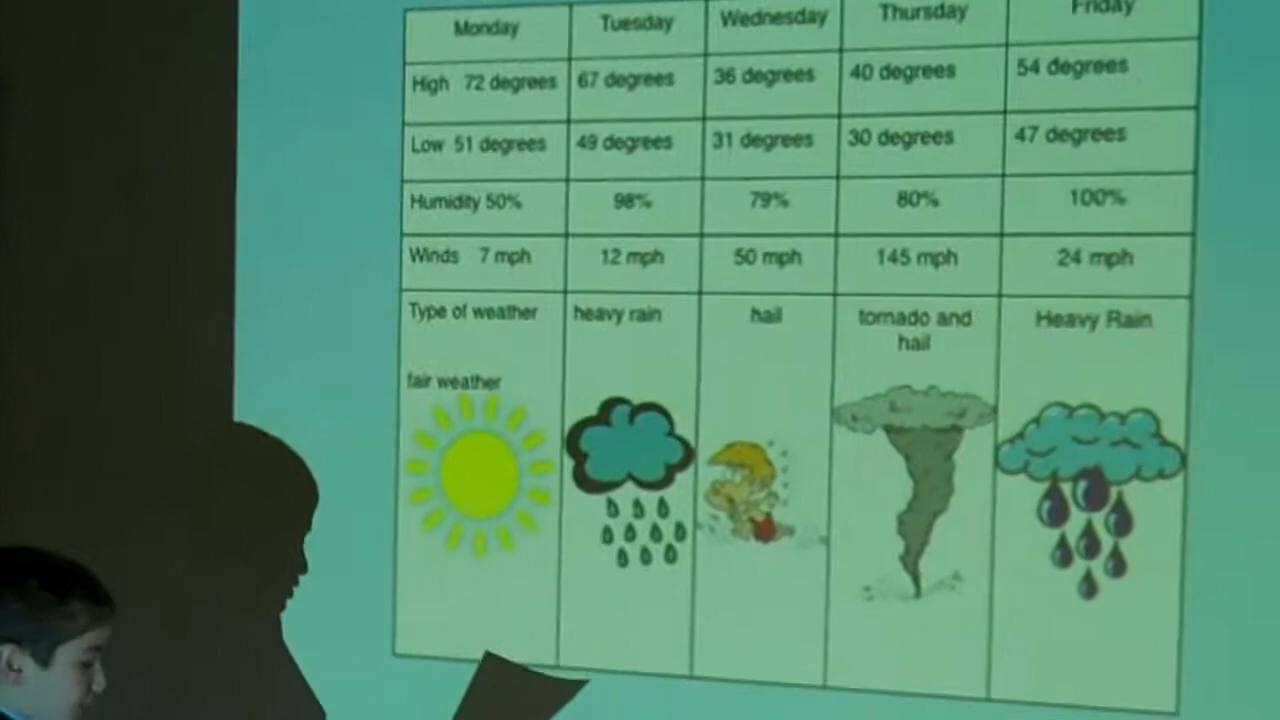 Monday Tuesday Wednesday Thursday Friday
High 72 degrees 67 degrees 36 degrees 40 degrees 54 degrees
Low 51 degrees 49 degrees 31 degrees 30 degrees 47 degrees
Humidity 50% 98% 79% 80% 100%
Winds 7 mph 12 mph 50 mph 145 mph 24 mph
Type of weather heavy rain hail tornado and Heavy Rain
hail
fair weather